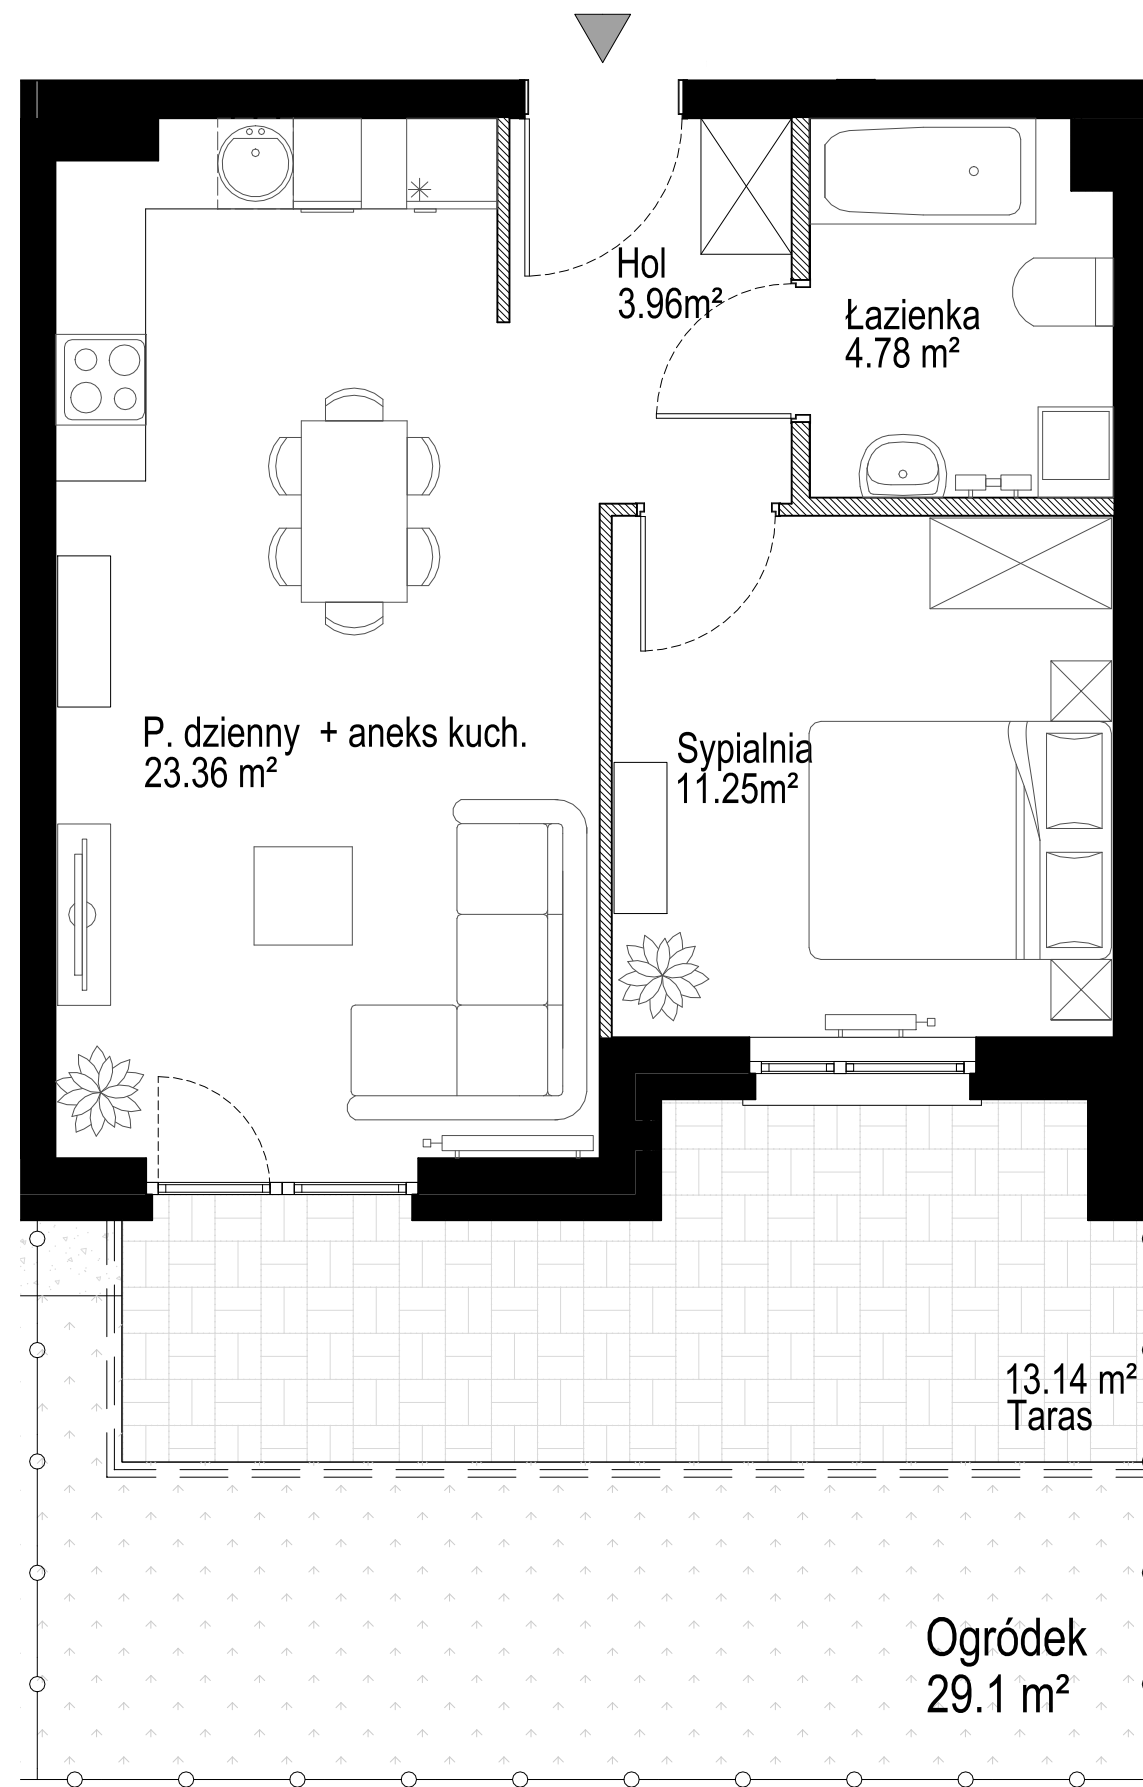 Hol
3.96m²
Łazienka
4.78 m²
P. dzienny + aneks kuch.
23.36 m²
Sypialnia
11.25m²
13.14 m²
Taras
Ogródek
29.1 m²